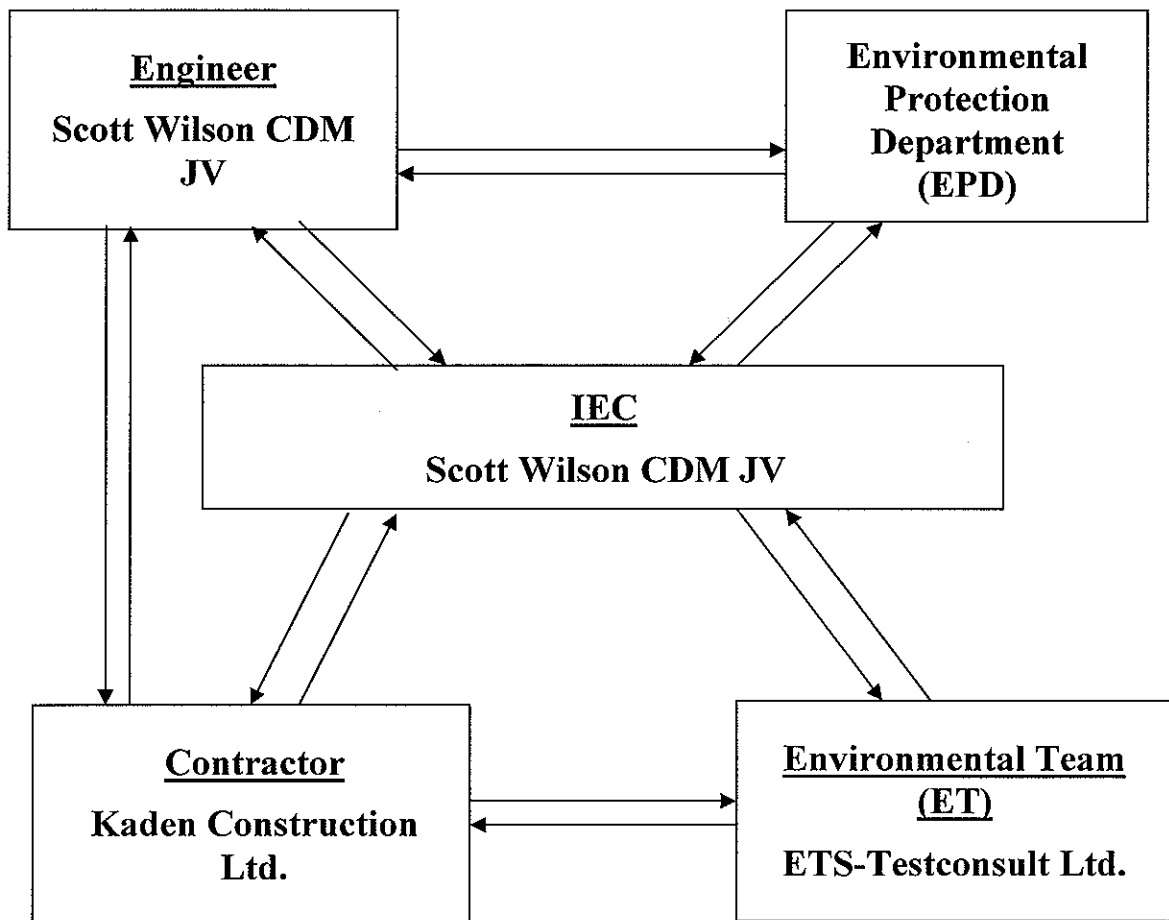 Engineer
Scott Wilson CDM
JV
Environmental
Protection
Department
(EPD)
IEC
Scott Wilson CDM JV
Contractor
Kaden Construction
Ltd.
Environmental Team
(ET)
ETS-Testconsult Ltd.